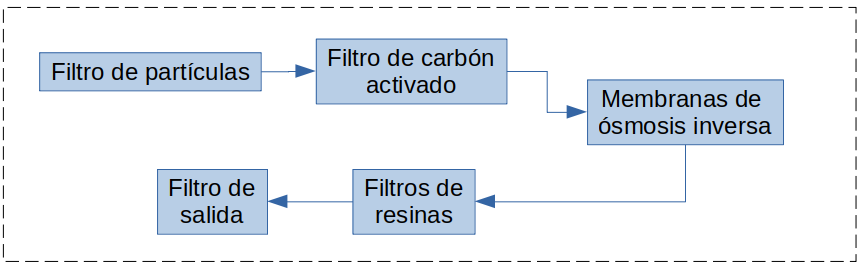 Filtro de partículas
Filtro de carbón
activado
Membranas de
ósmosis inversa
Filtros de
resinas
Filtro de
salida